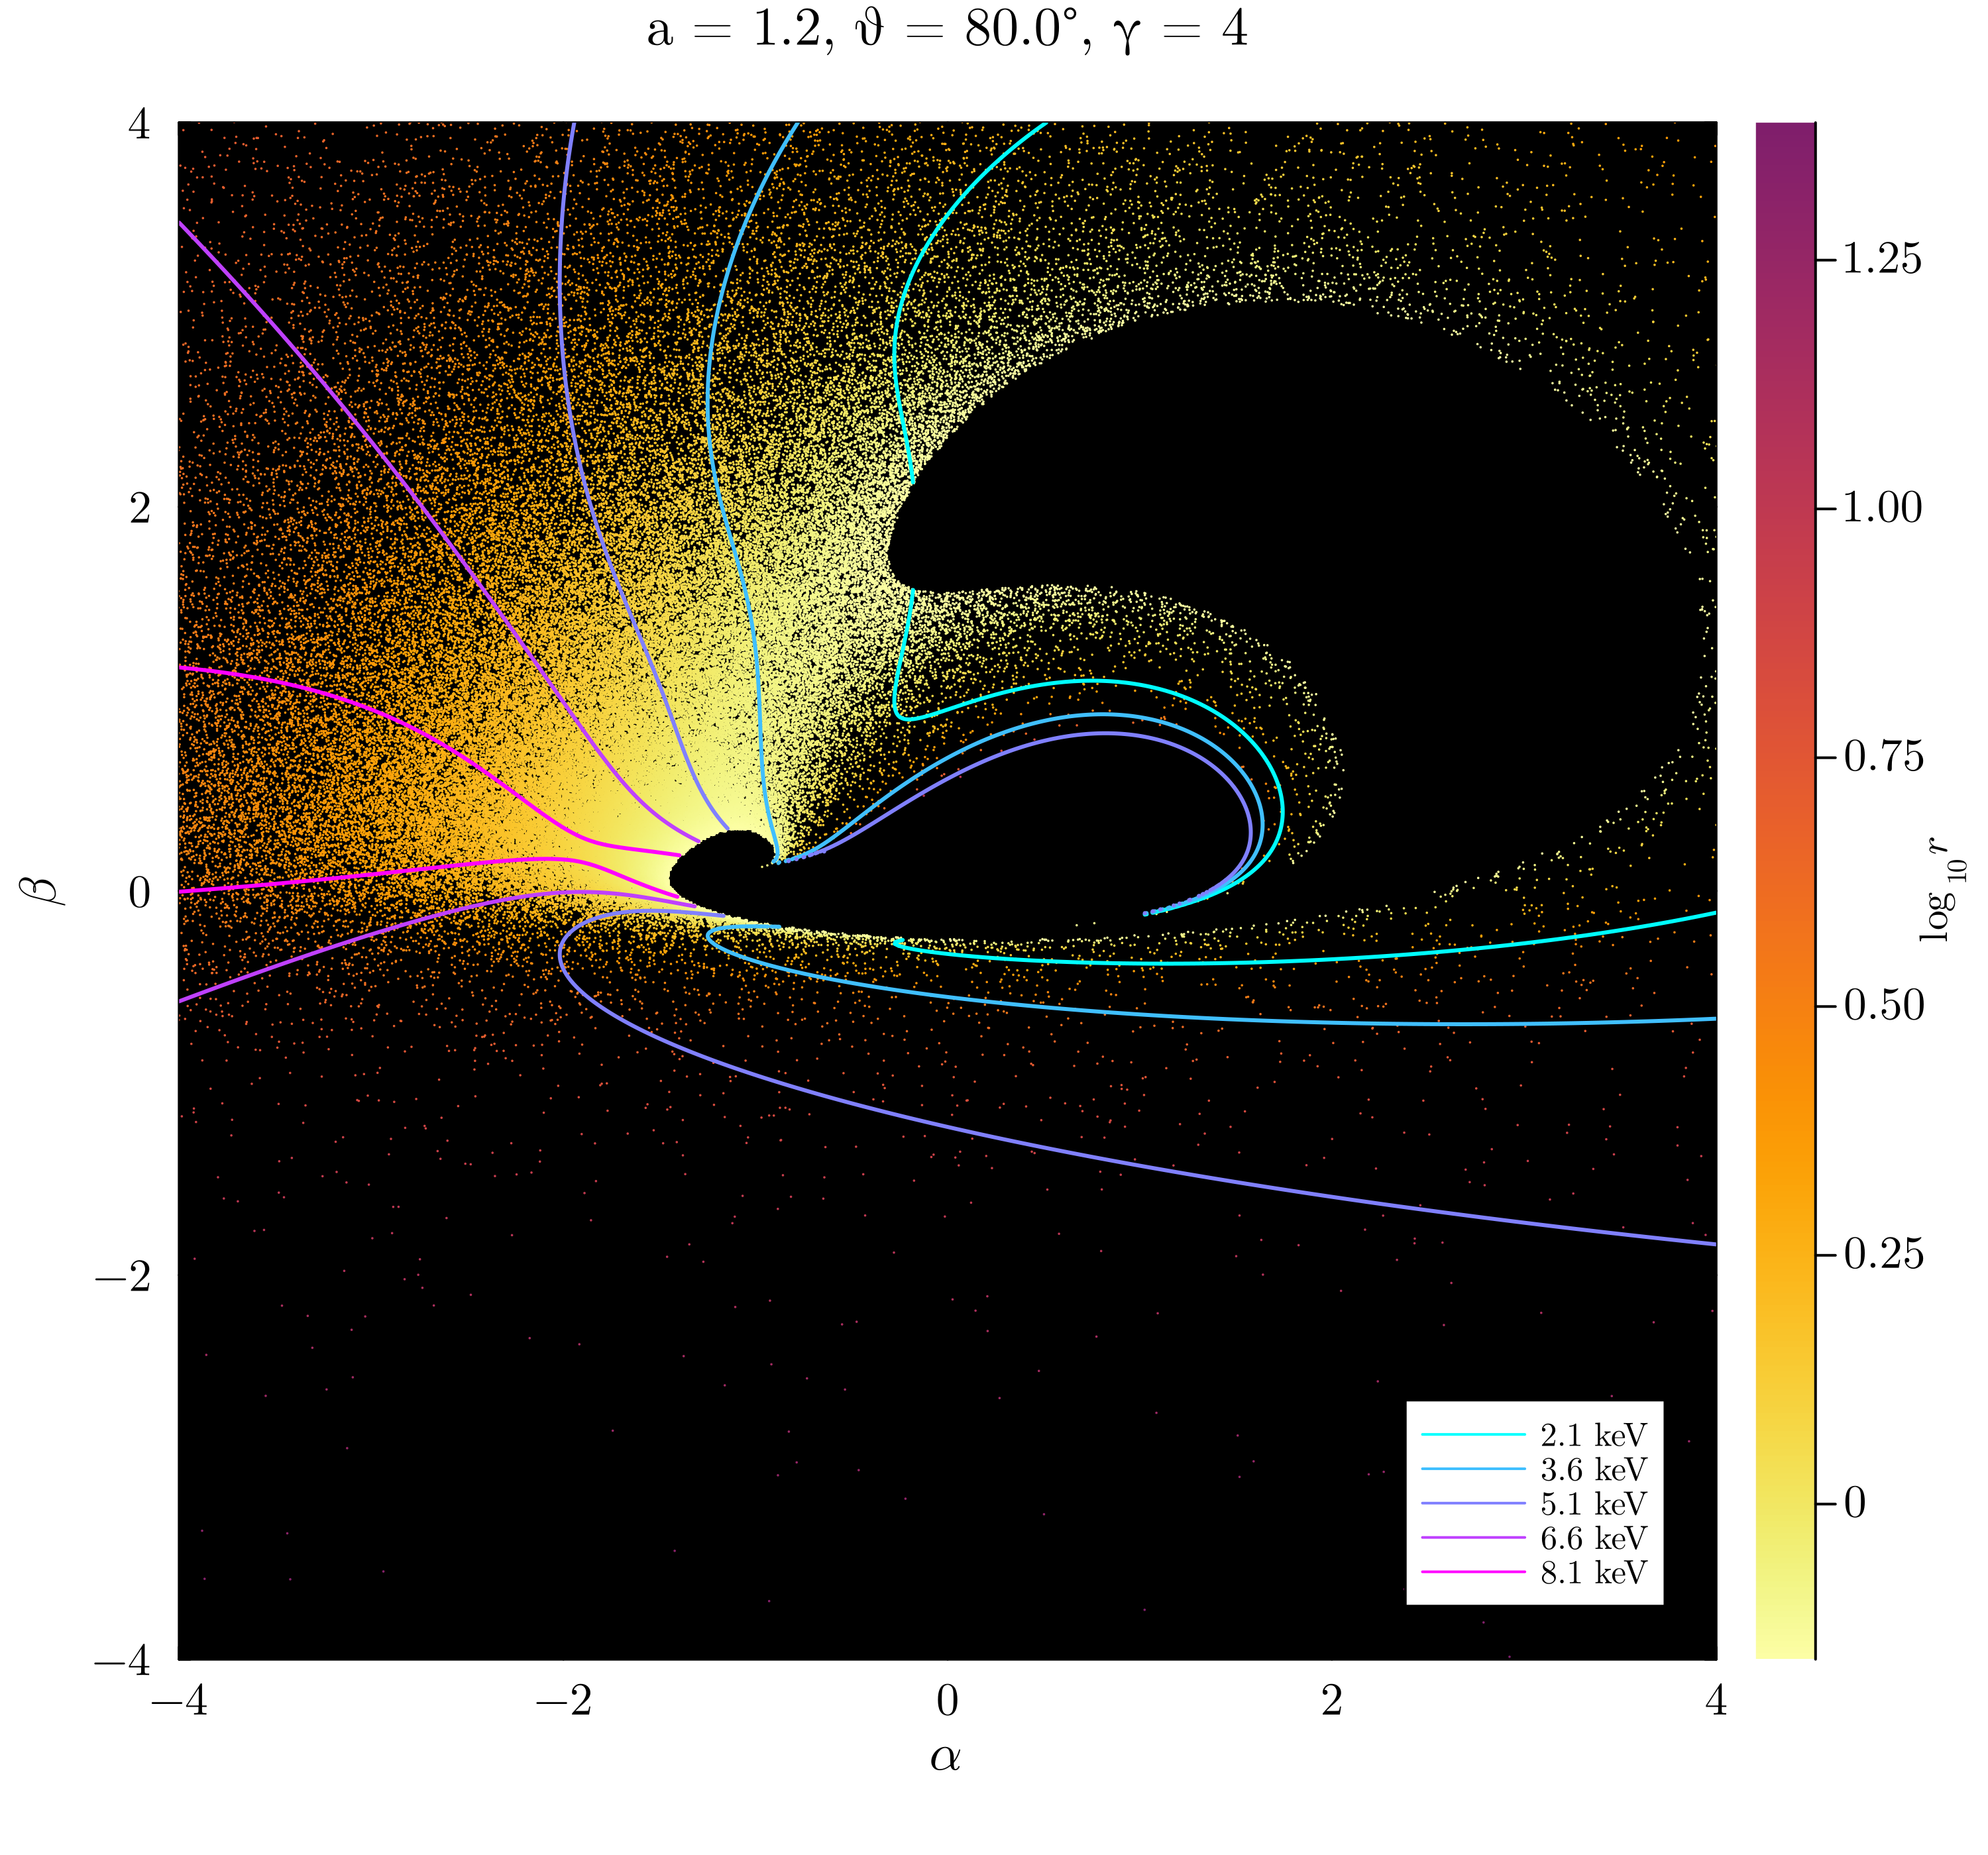 a = 1.2, ϑ = 80.0°, γ = 4
4
2
0
−2
−4
β
−4
−2
0
2
4
α
1.25
1.00
0.75
0.50
0.25
0
log₁₀ r
2.1 keV
3.6 keV
5.1 keV
6.6 keV
8.1 keV